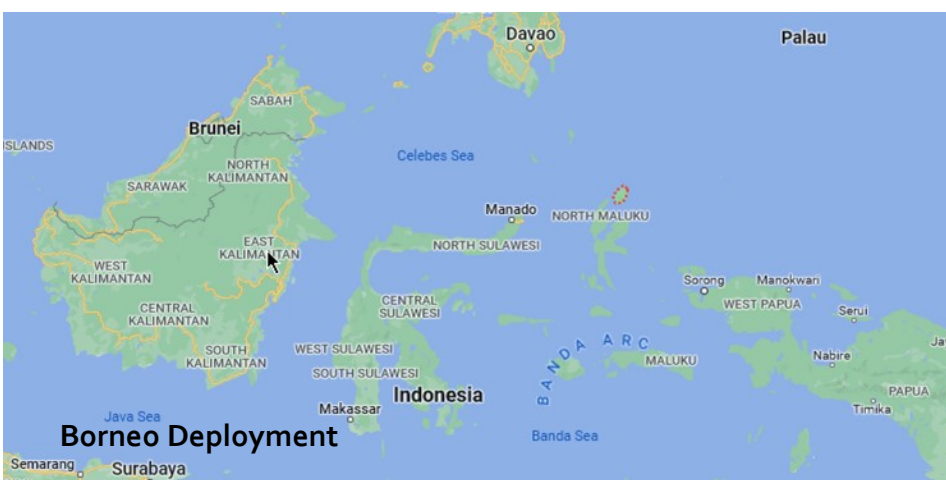 Davao
Palau
SABAH
Brunei
ISLANDS
Celebes Sea
NORTH
KALIMANTAN
SARAWAK
Manado
NORTH MALUKU
EAST
KALIMANTAN
NORTH SULAWESI
WEST
KALIMANTAN
Sorong
Manokwari
CENTRAL
SULAWESI
WEST PAPUA
Serui
CENTRAL
KALIMANTAN
BANDA ARC
SOUTH
KALIMANTAN
WEST SULAWESI
MALUKU
Nabire
Ja
SOUTH SULAWESI
Indonesia
PAPUA
Makassar
Timika
Java Sea
Borneo Deployment
Banda Sea
Semarang
Surabaya